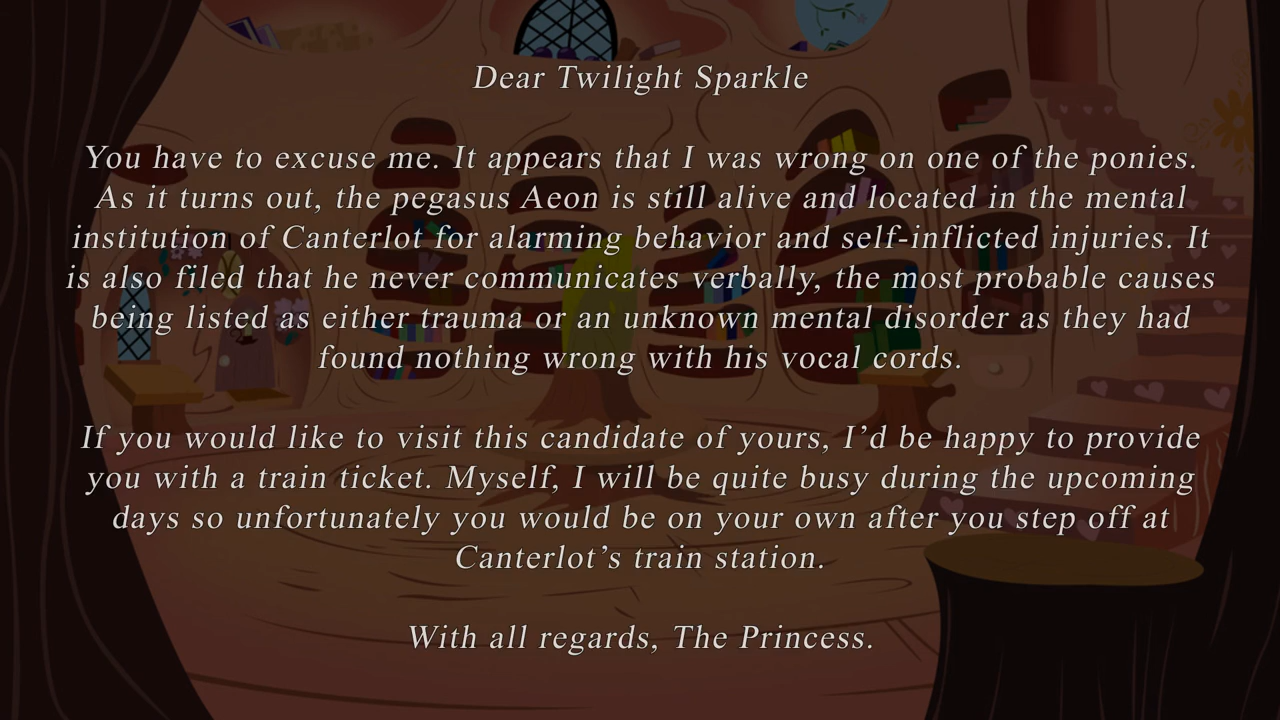 Dear Twilight Sparkle
You have to excuse me. It appears that I was wrong on one of the ponies.
As it turns out, the pegasus Aeon is still alive and located in the mental
institution of Canterlot for alarming behavior and self-inflicted injuries. It
is also filed that he never communicates verbally, the most probable causes
being listed as either trauma or an unknown mental disorder as they had
found nothing wrong with his vocal cords.
If you would like to visit this candidate of yours, I’d be happy to provide
you with a train ticket. Myself, I will be quite busy during the upcoming
days so unfortunately you would be on your own after you step off at
Canterlot’s train station.
With all regards, The Princess.